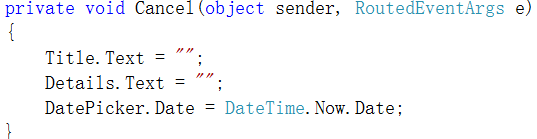 private void Cancel(object sender, RoutedEventArgs e)
{
    Title.Text = "";
    Details.Text = "";
    DatePicker.Date = DateTime.Now.Date;
}